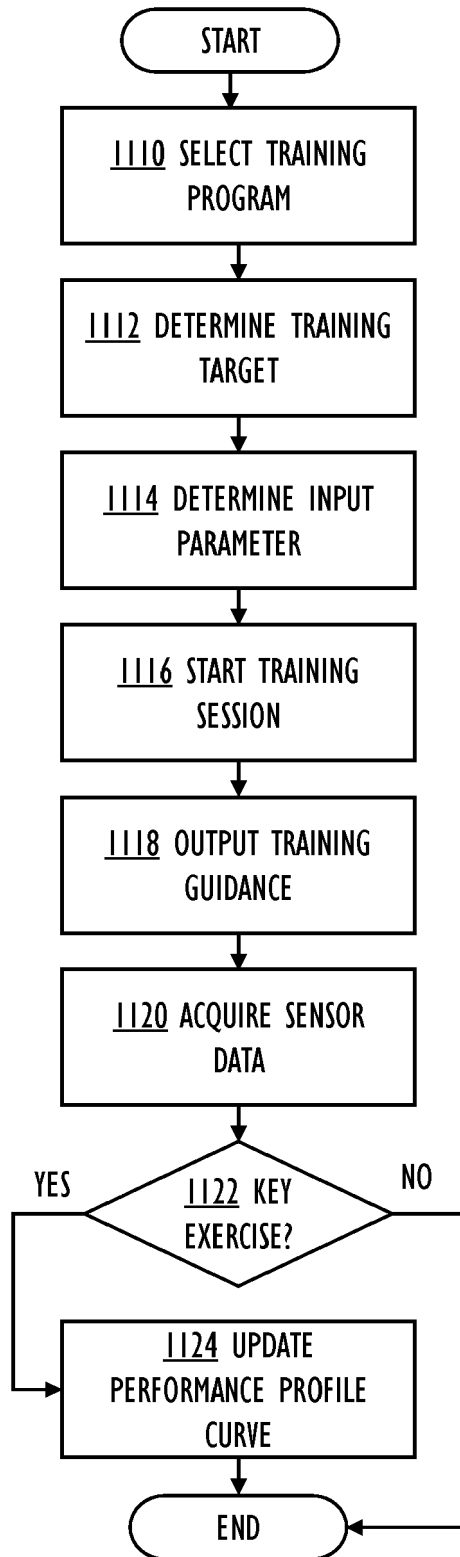 START
1110 SELECT TRAINING
PROGRAM
1112 DETERMINE TRAINING
TARGET
1114 DETERMINE INPUT
PARAMETER
1116 START TRAINING
SESSION
1118 OUTPUT TRAINING
GUIDANCE
1120 ACQUIRE SENSOR
DATA
YES
1122 KEY
EXERCISE?
NO
1124 UPDATE
PERFORMANCE PROFILE
CURVE
END